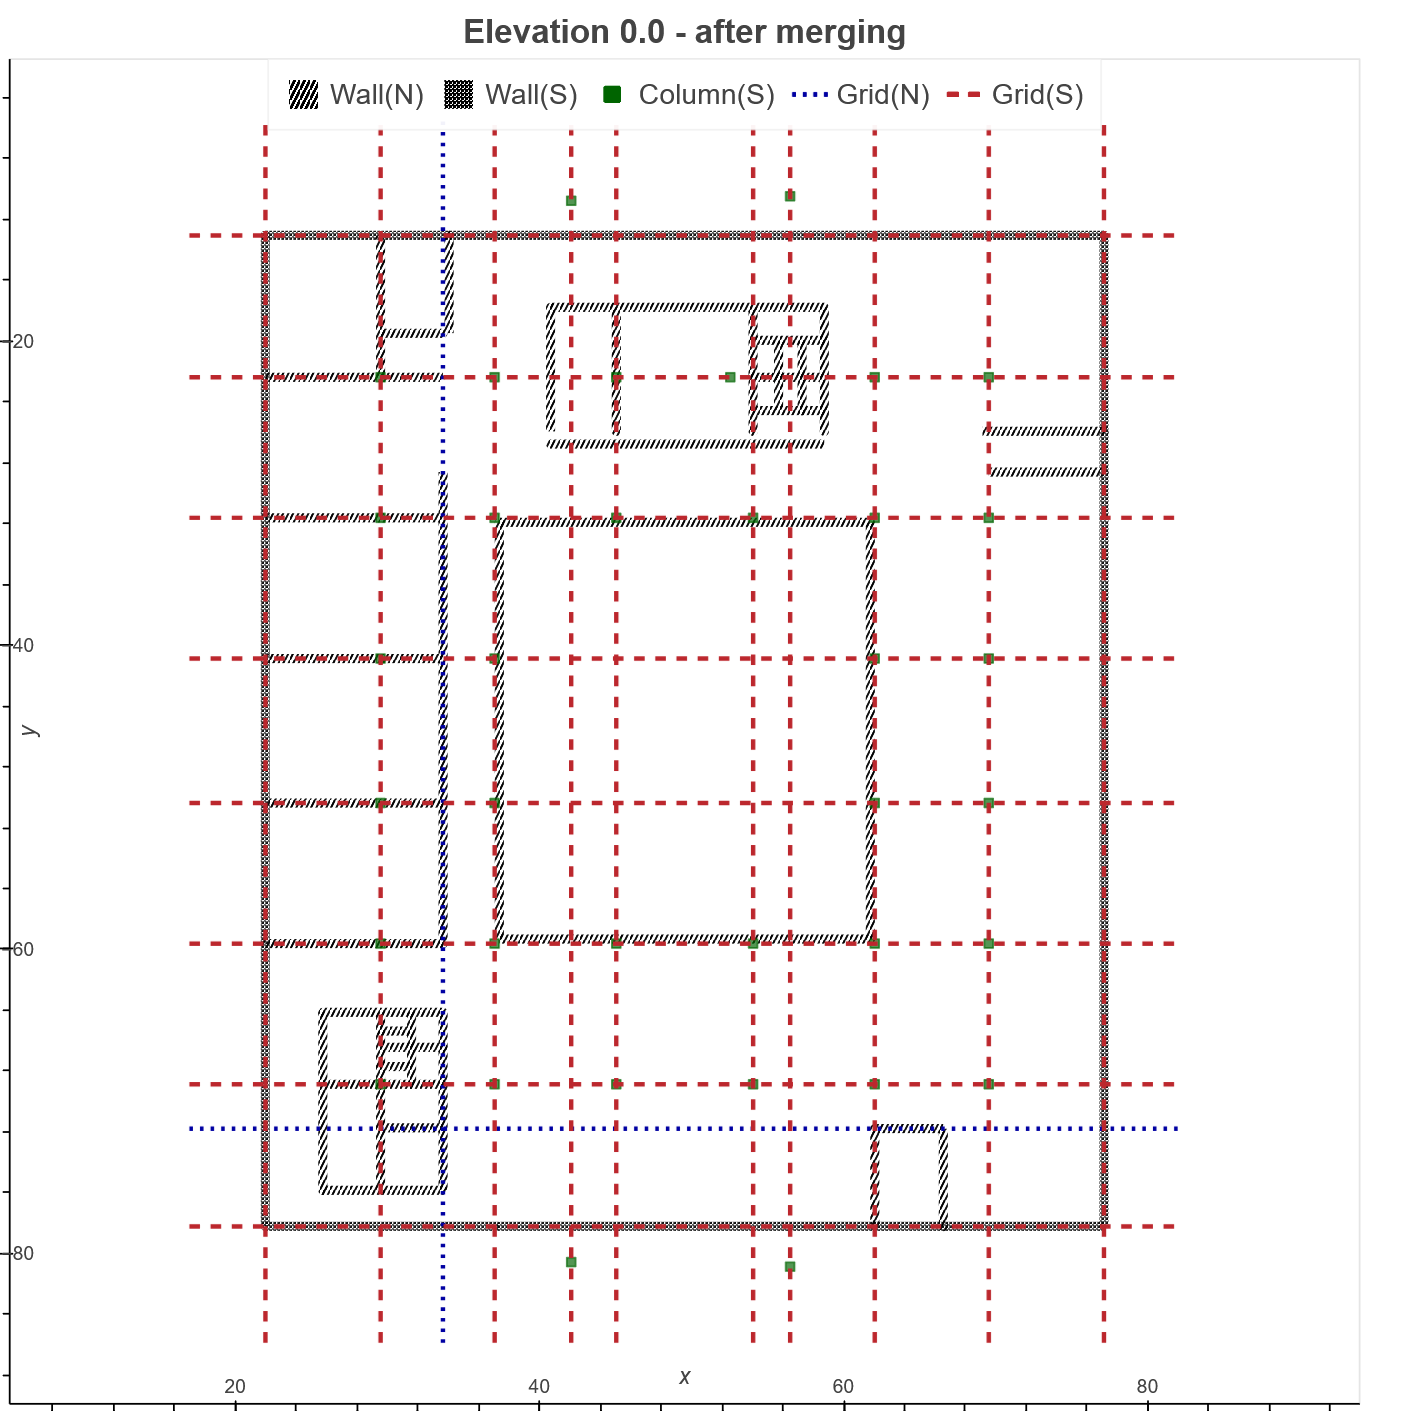 Elevation 0.0 - after merging
Wall(N) Wall(S) Column(S) Grid(N) Grid(S)
20
40
y
60
80
x
20 40 60 80